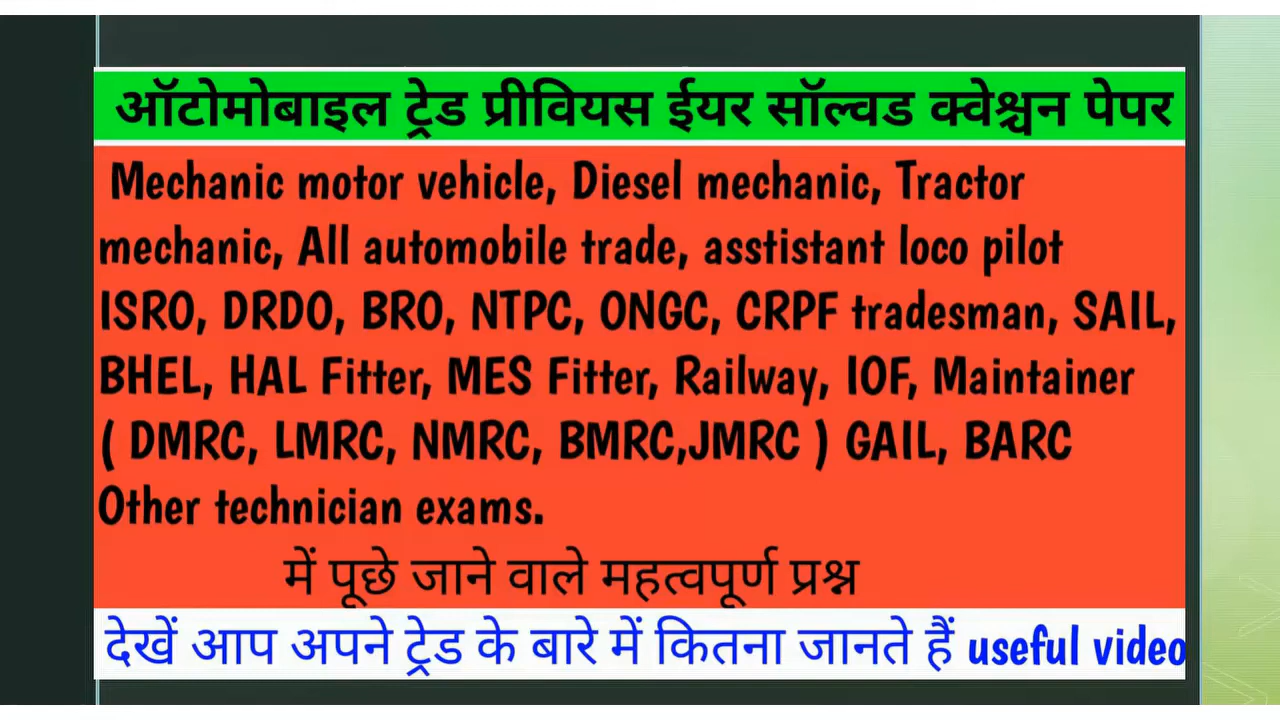 ऑटोमोबाइल ट्रेड प्रीवियस ईयर सॉल्वड क्वेश्चन पेपर
Mechanic motor vehicle, Diesel mechanic, Tractor
mechanic, All automobile trade, asstistant loco pilot
ISRO, DRDO, BRO, NTPC, ONGC, CRPF tradesman, SAIL,
BHEL, HAL Fitter, MES Fitter, Railway, IOF, Maintainer
( DMRC, LMRC, NMRC, BMRC,JMRC ) GAIL, BARC
Other technician exams.
में पूछे जाने वाले महत्वपूर्ण प्रश्न
देखें आप अपने ट्रेड के बारे में कितना जानते हैं useful video